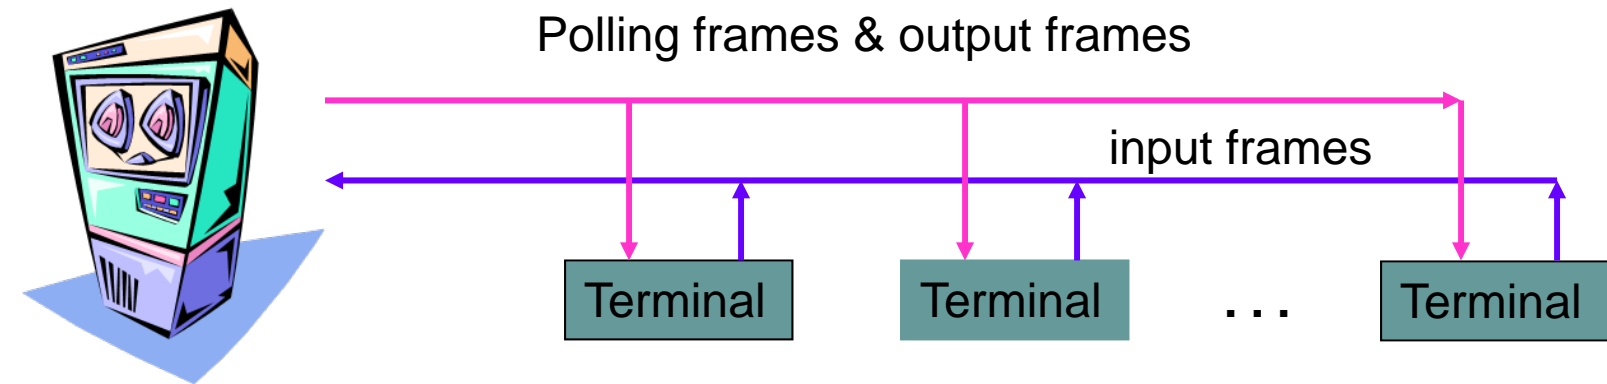 Polling frames & output frames
input frames
Terminal Terminal ... Terminal